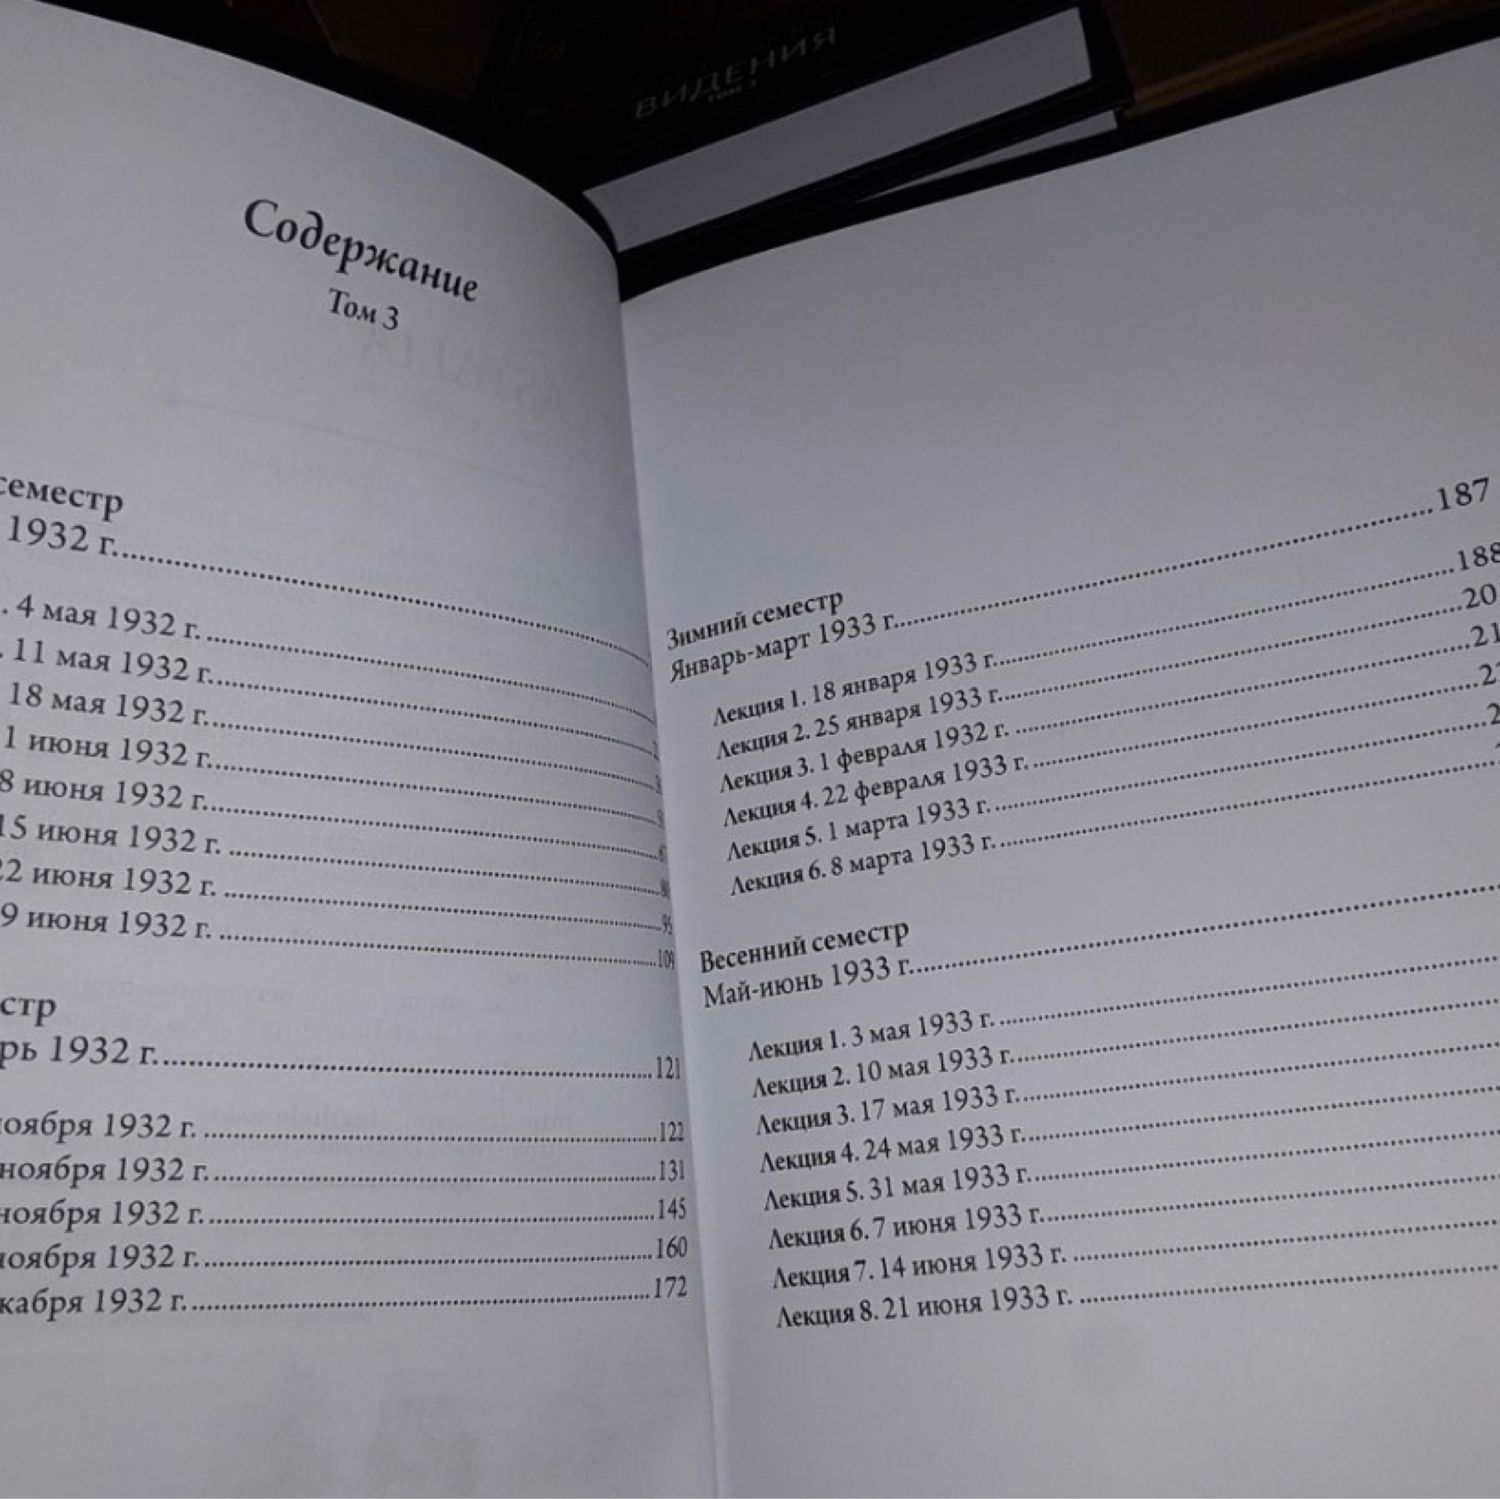 ВИДЕНИЯ
Содержание
Том 3
семестр
1932 г.
4 мая 1932 г.
11 мая 1932 г.
18 мая 1932 г.
1 июня 1932 г.
8 июня 1932 г.
15 июня 1932 г.
22 июня 1932 г.
9 июня 1932 г. 109
стр
рь 1932 г. 121
ноября 1932 г. 122
ноября 1932 г. 131
ноября 1932 г. 145
ноября 1932 г. 160
кабря 1932 г. 172
Зимний семестр
Январь-март 1933 г. 187
Лекция 1. 18 января 1933 г. 188
Лекция 2. 25 января 1933 г.
Лекция 3. 1 февраля 1932 г.
Лекция 4. 22 февраля 1933 г.
Лекция 5. 1 марта 1933 г.
Лекция 6. 8 марта 1933 г.
Весенний семестр
Май-июнь 1933 г.
Лекция 1. 3 мая 1933 г.
Лекция 2. 10 мая 1933 г.
Лекция 3. 17 мая 1933 г.
Лекция 4. 24 мая 1933 г.
Лекция 5. 31 мая 1933 г.
Лекция 6. 7 июня 1933 г.
Лекция 7. 14 июня 1933 г.
Лекция 8. 21 июня 1933 г.